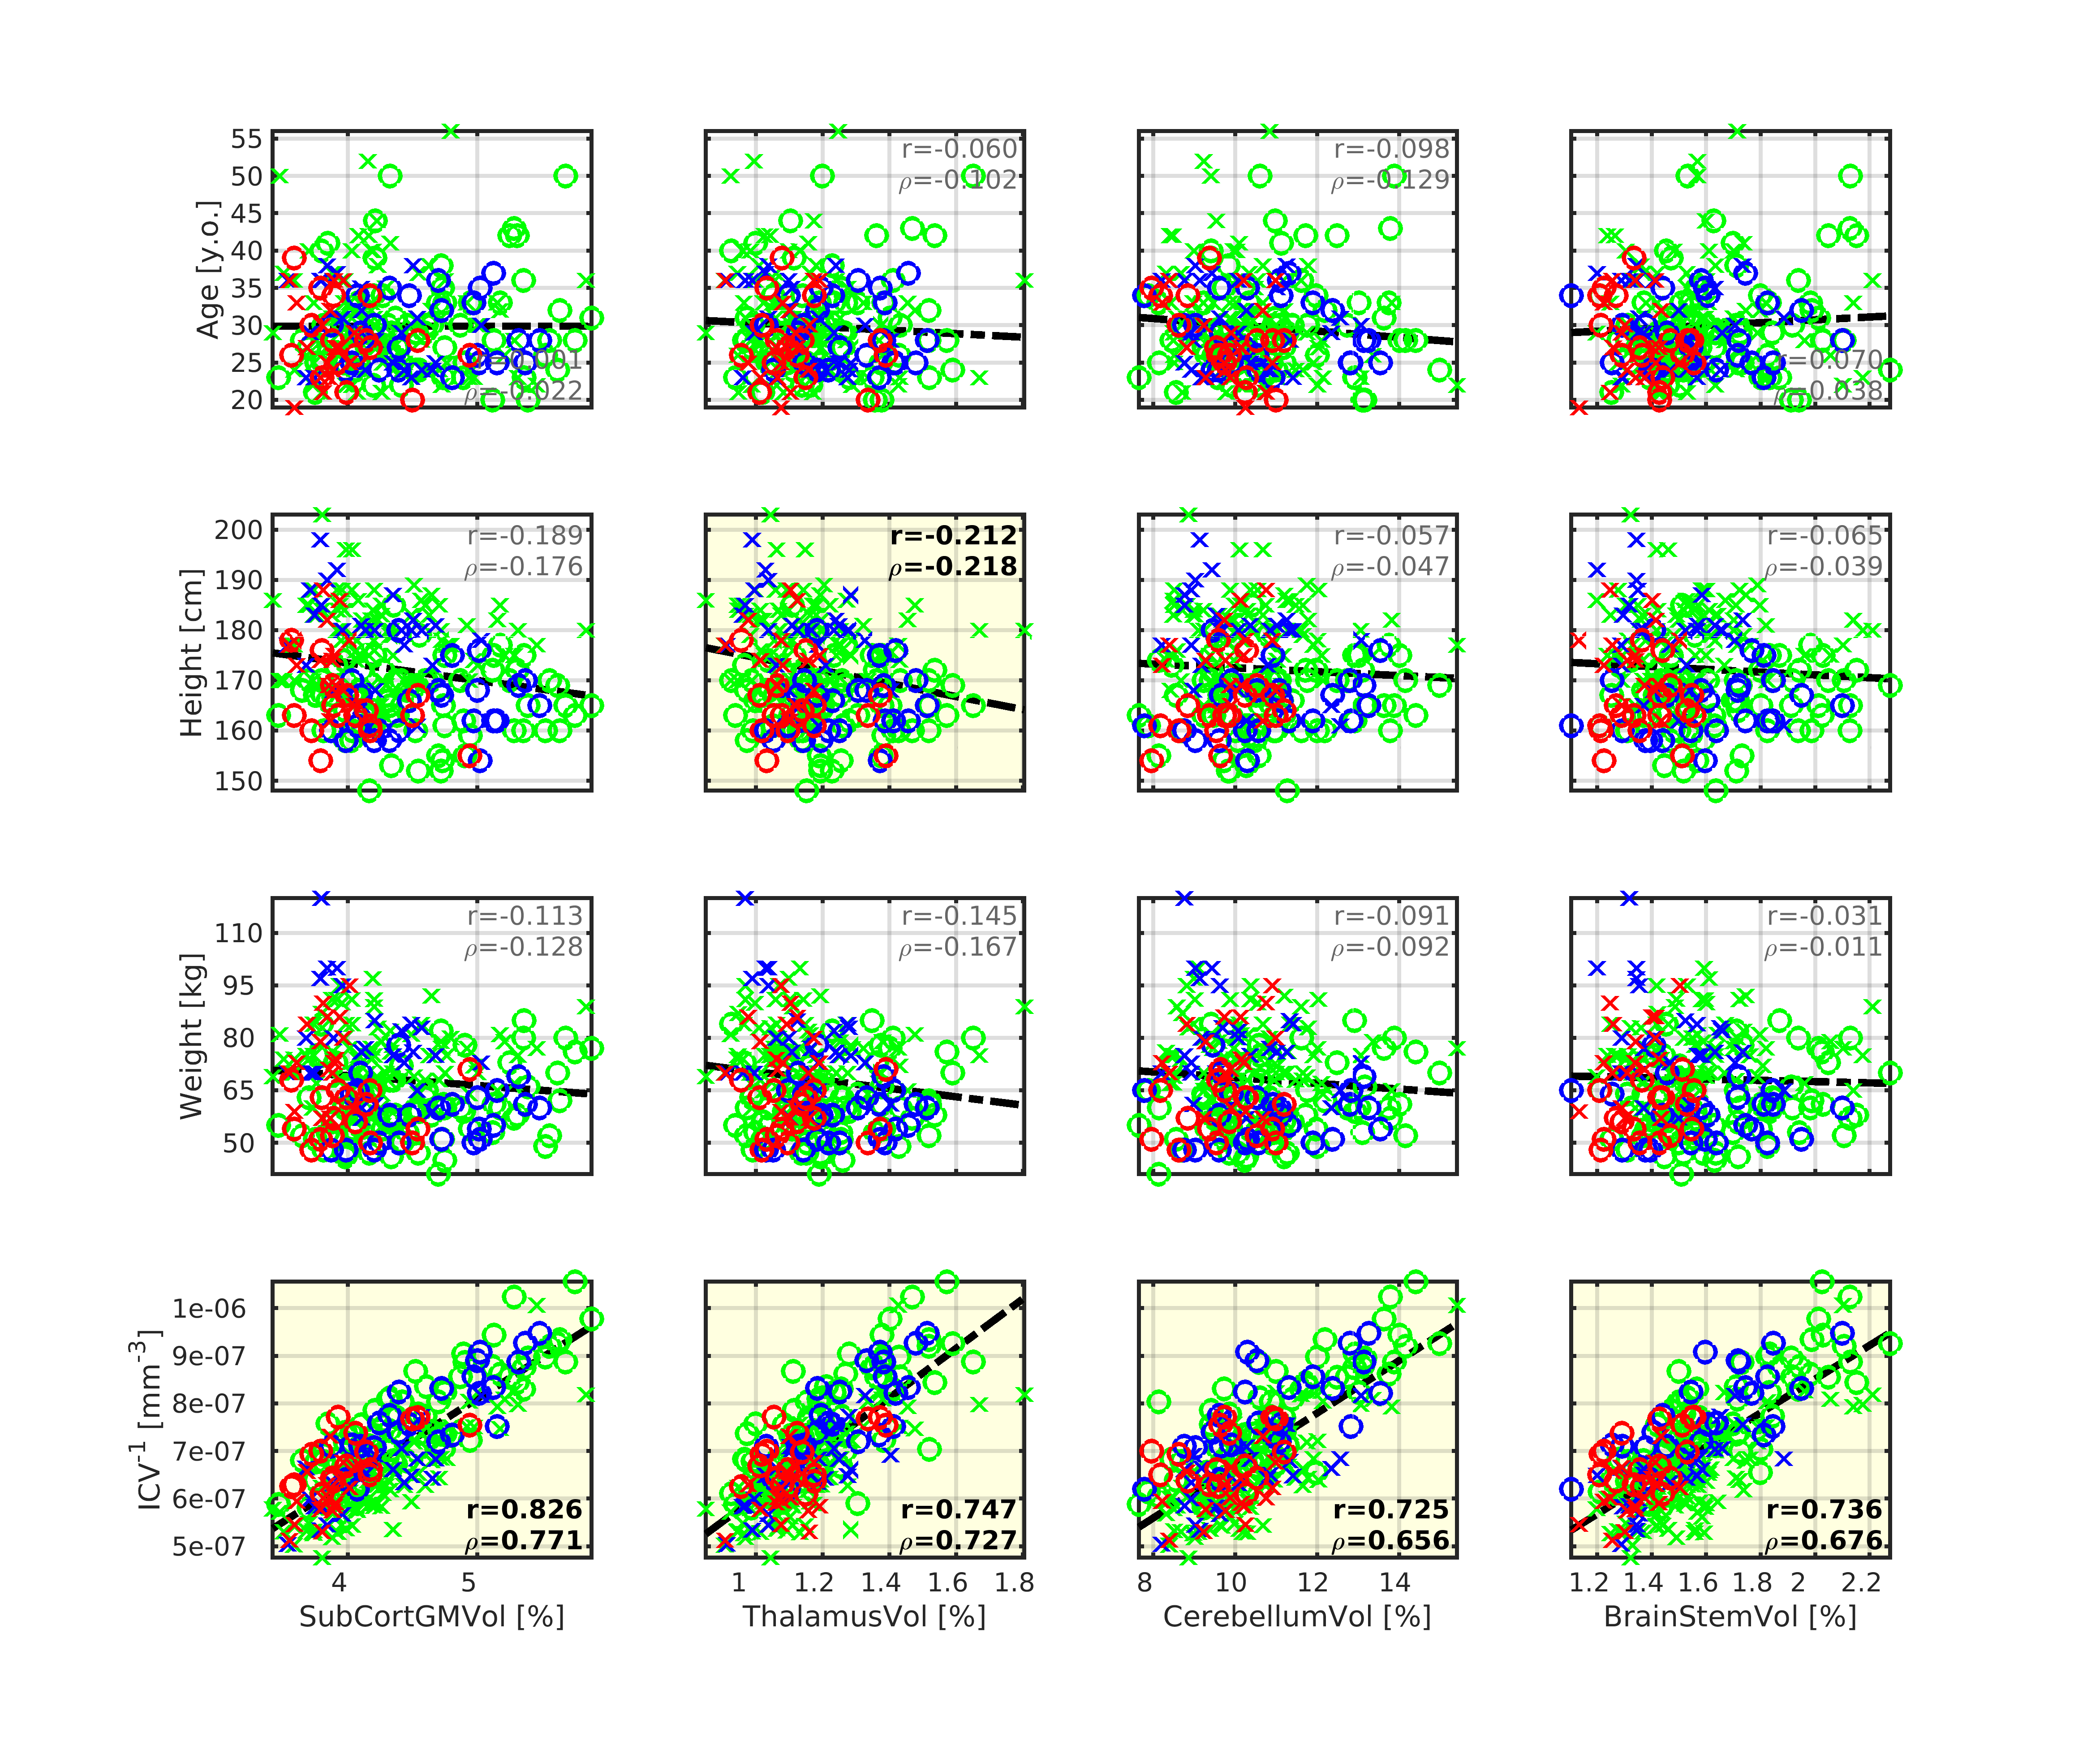 55
50
45
40
35
30
25
20
Age [y.o.]
r=0.001
ρ=0.022
r=-0.060
ρ=-0.102
r=-0.098
ρ=-0.129
r=0.070
ρ=0.038
200
190
180
170
160
150
Height [cm]
r=-0.189
ρ=-0.176
r=-0.212
ρ=-0.218
r=-0.057
ρ=-0.047
r=-0.065
ρ=-0.039
110
95
80
65
50
Weight [kg]
r=-0.113
ρ=-0.128
r=-0.145
ρ=-0.167
r=-0.091
ρ=-0.092
r=-0.031
ρ=-0.011
1e-06
9e-07
8e-07
7e-07
6e-07
5e-07
ICV⁻¹ [mm⁻³]
r=0.826
ρ=0.771
r=0.747
ρ=0.727
r=0.725
ρ=0.656
r=0.736
ρ=0.676
4 5
1 1.2 1.4 1.6 1.8
8 10 12 14
1.2 1.4 1.6 1.8 2 2.2
SubCortGMVol [%]
ThalamusVol [%]
CerebellumVol [%]
BrainStemVol [%]